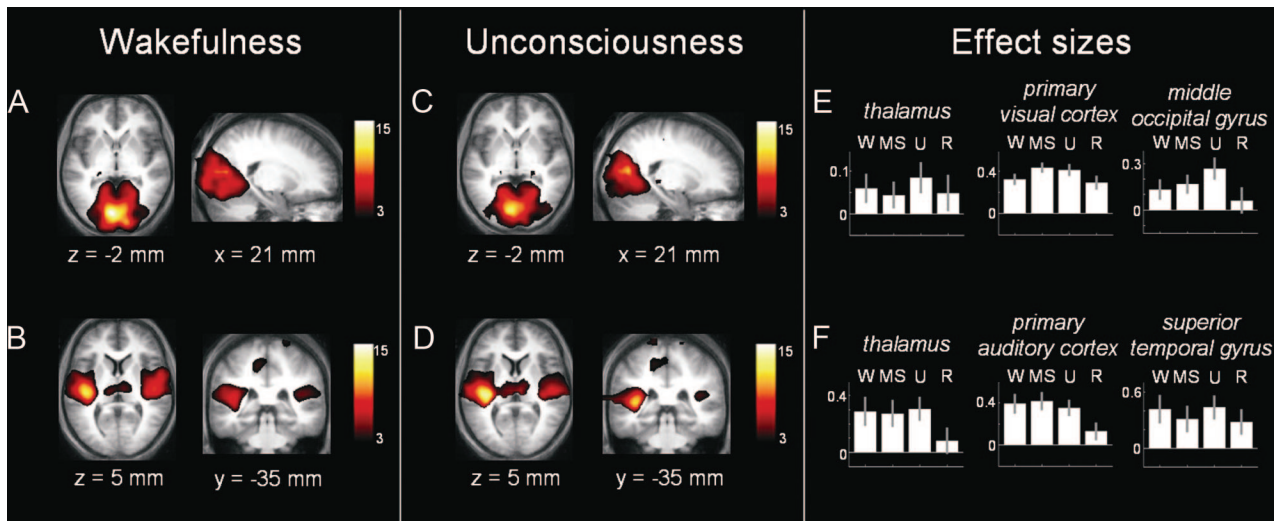 Wakefulness
Unconsciousness
Effect sizes
A
15
3
z = -2 mm
x = 21 mm
C
15
3
z = -2 mm
x = 21 mm
E
thalamus
W MS U R
0.1
0
primary
visual cortex
W MS U R
0.4
0
middle
occipital gyrus
W MS U R
0.3
0
B
15
3
z = 5 mm
y = -35 mm
D
15
3
z = 5 mm
y = -35 mm
F
thalamus
W MS U R
0.4
0
primary
auditory cortex
W MS U R
0.4
0
superior
temporal gyrus
W MS U R
0.6
0